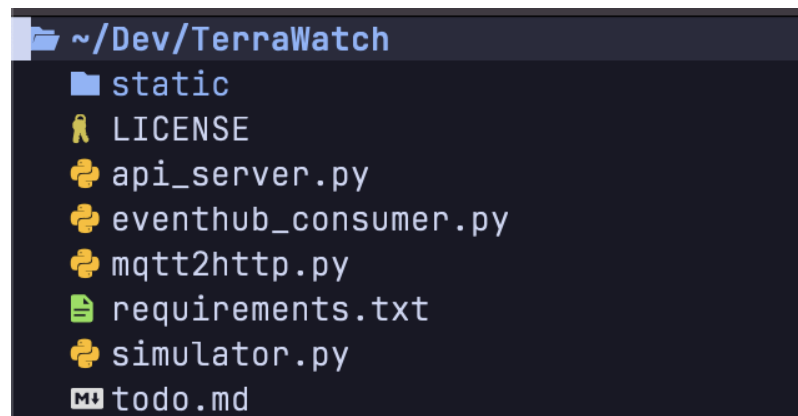 ~/Dev/TerraWatch
static
LICENSE
api_server.py
eventhub_consumer.py
mqtt2http.py
requirements.txt
simulator.py
M↓ todo.md